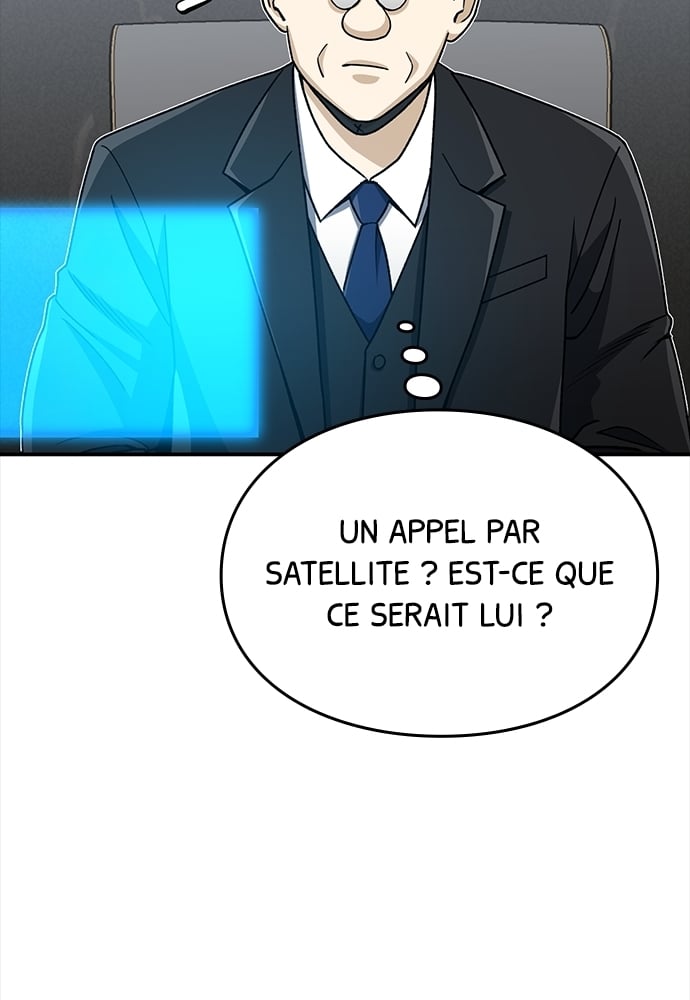 UN APPEL PAR
SATELLITE ? EST-CE QUE
CE SERAIT LUI ?